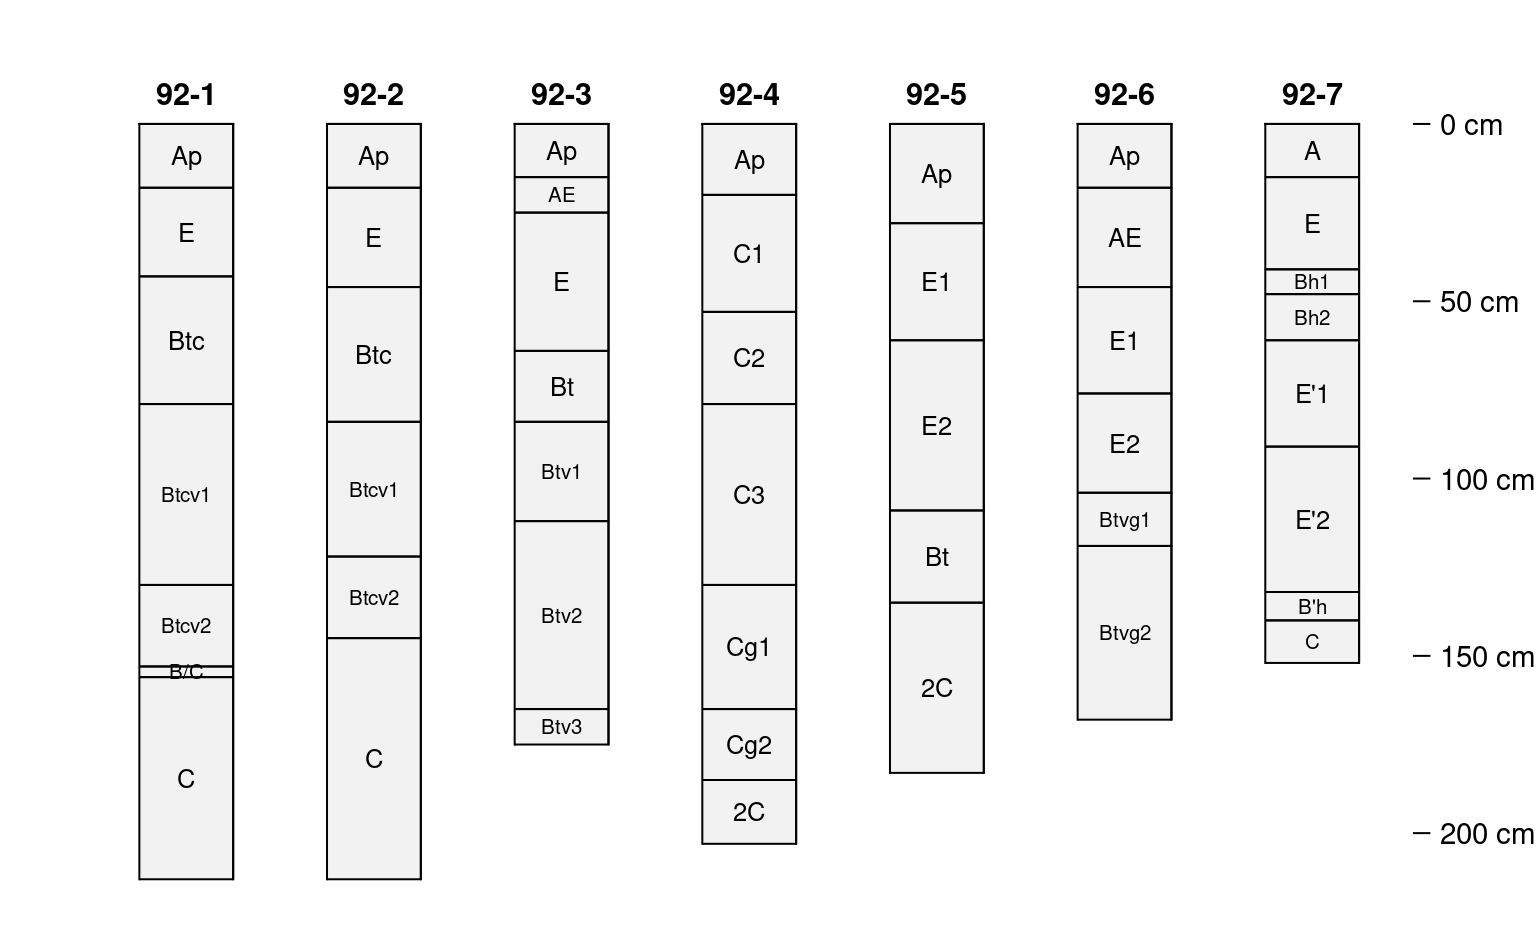 92-1 92-2 92-3 92-4 92-5 92-6 92-7
0 cm
50 cm
100 cm
150 cm
200 cm
Ap
E
Btc
Btcv1
Btcv2
B/C
C
Ap
E
Btc
Btcv1
Btcv2
C
Ap
AE
E
Bt
Btv1
Btv2
Btv3
Ap
C1
C2
C3
Cg1
Cg2
2C
Ap
E1
E2
Bt
2C
Ap
AE
E1
E2
Btvg1
Btvg2
A
E
Bh1
Bh2
E'1
E'2
B'h
C